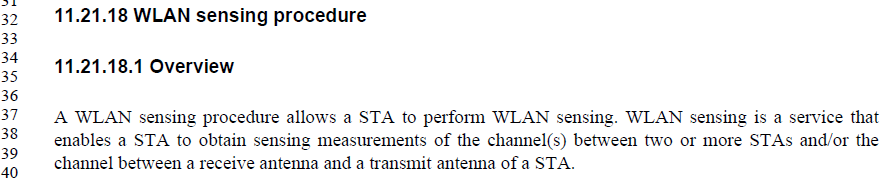 31
32 11.21.18 WLAN sensing procedure
33
34
35 11.21.18.1 Overview
36
37 A WLAN sensing procedure allows a STA to perform WLAN sensing. WLAN sensing is a service that
38 enables a STA to obtain sensing measurements of the channel(s) between two or more STAs and/or the
39 channel between a receive antenna and a transmit antenna of a STA.
40